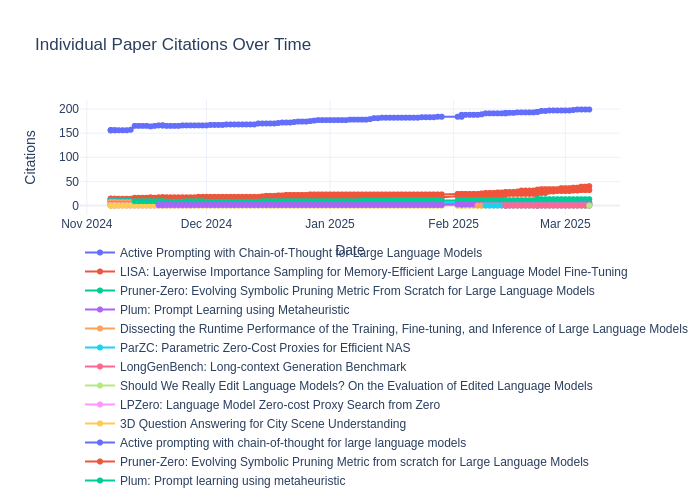 Individual Paper Citations Over Time
Citations
200
150
100
50
0
Nov 2024 Dec 2024 Jan 2025 Feb 2025 Mar 2025
Date
Active Prompting with Chain-of-Thought for Large Language Models
LISA: Layerwise Importance Sampling for Memory-Efficient Large Language Model Fine-Tuning
Pruner-Zero: Evolving Symbolic Pruning Metric From Scratch for Large Language Models
Plum: Prompt Learning using Metaheuristic
Dissecting the Runtime Performance of the Training, Fine-tuning, and Inference of Large Language Models
ParZC: Parametric Zero-Cost Proxies for Efficient NAS
LongGenBench: Long-context Generation Benchmark
Should We Really Edit Language Models? On the Evaluation of Edited Language Models
LPZero: Language Model Zero-cost Proxy Search from Zero
3D Question Answering for City Scene Understanding
Active prompting with chain-of-thought for large language models
Pruner-Zero: Evolving Symbolic Pruning Metric from scratch for Large Language Models
Plum: Prompt learning using metaheuristic